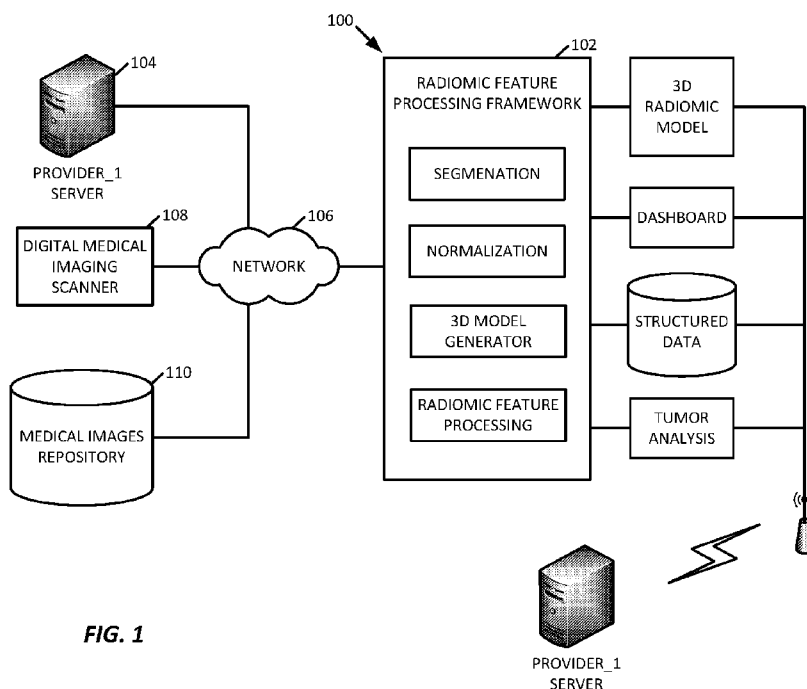 100
102
104
PROVIDER_1
SERVER
108
DIGITAL MEDICAL
IMAGING
SCANNER
106
NETWORK
110
MEDICAL IMAGES
REPOSITORY
RADIOMIC FEATURE
PROCESSING FRAMEWORK
SEGMENATION
NORMALIZATION
3D MODEL
GENERATOR
RADIOMIC FEATURE
PROCESSING
3D
RADIOMIC
MODEL
DASHBOARD
STRUCTURED
DATA
TUMOR
ANALYSIS
FIG. 1
PROVIDER_1
SERVER